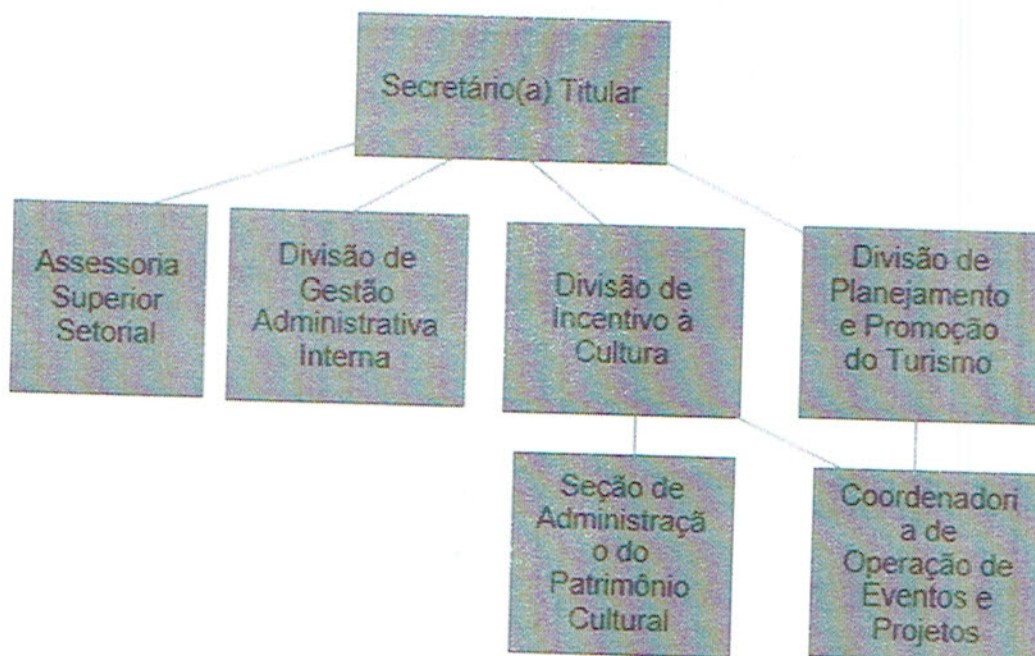 Secretário(a) Titular
Assessoria
Superior
Setorial
Divisão de
Gestão
Administrativa
Interna
Divisão de
Incentivo à
Cultura
Divisão de
Planejamento
e Promoção
do Turismo
Seção de
Administraçã
o do
Patrimônio
Cultural
Coordenadori
a de
Operação de
Eventos e
Projetos